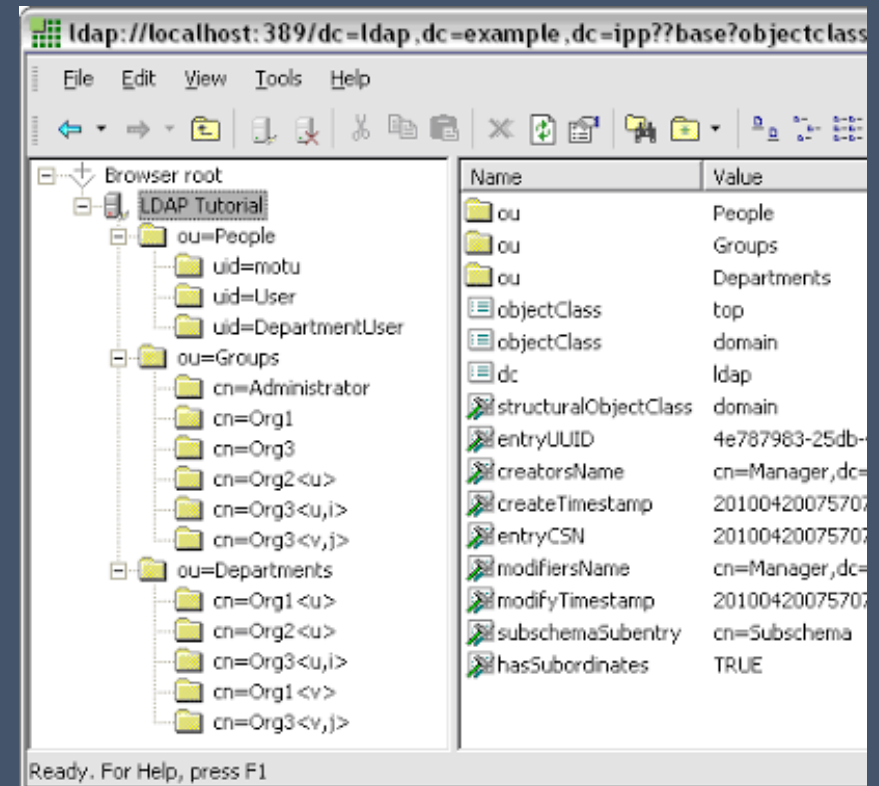 ldap://localhost:389/dc=ldap,dc=example,dc=ipp??base?objectclass
File Edit View Tools Help
Browser root
LDAP Tutorial
ou=People
uid=motu
uid=User
uid=DepartmentUser
ou=Groups
cn=Administrator
cn=Org1
cn=Org3
cn=Org2<u>
cn=Org3<u,i>
cn=Org3<v,j>
ou=Departments
cn=Org1<u>
cn=Org2<u>
cn=Org3<u,i>
cn=Org1<v>
cn=Org3<v,j>
Name Value
ou People
ou Groups
ou Departments
objectClass top
objectClass domain
dc ldap
structuralObjectClass domain
entryUUID 4e787983-25db-
creatorsName cn=Manager,dc=
createTimestamp 20100420075707
entryCSN 20100420075707
modifiersName cn=Manager,dc=
modifyTimestamp 20100420075707
subschemaSubentry cn=Subschema
hasSubordinates TRUE
Ready. For Help, press F1